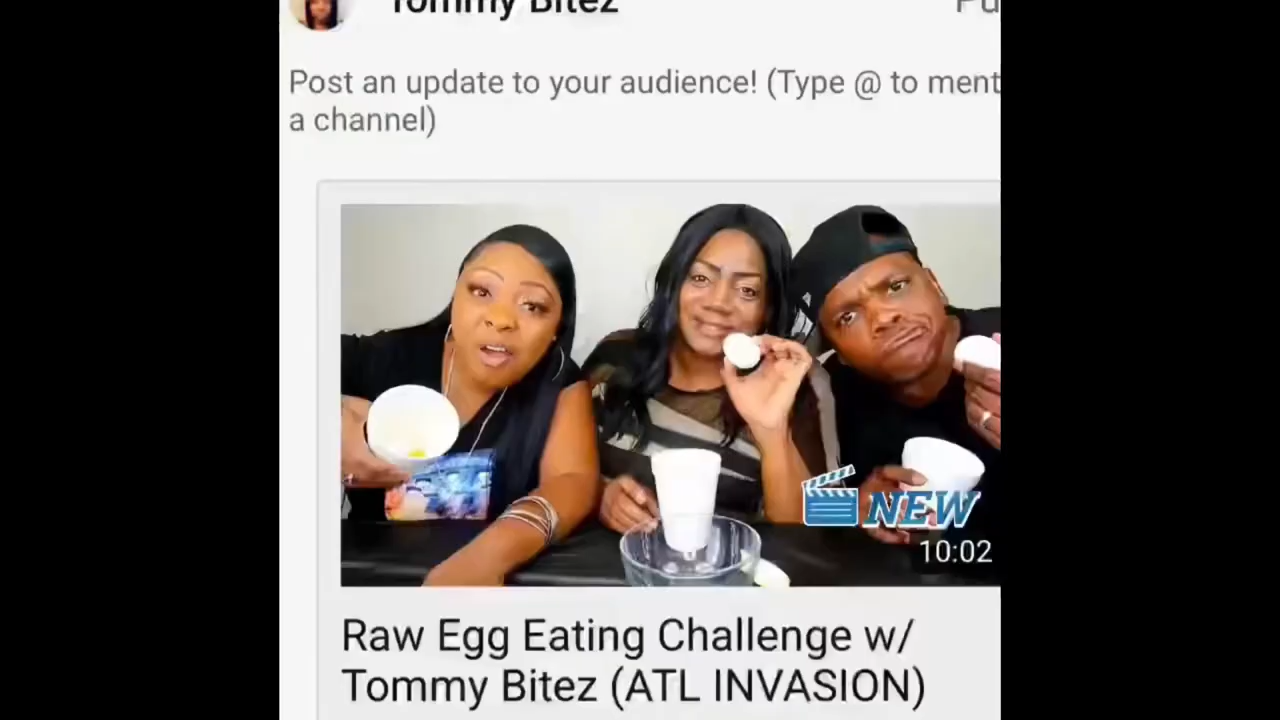 Tommy Bitez
Post an update to your audience! (Type @ to ment
a channel)
NEW
10:02
Raw Egg Eating Challenge w/
Tommy Bitez (ATL INVASION)